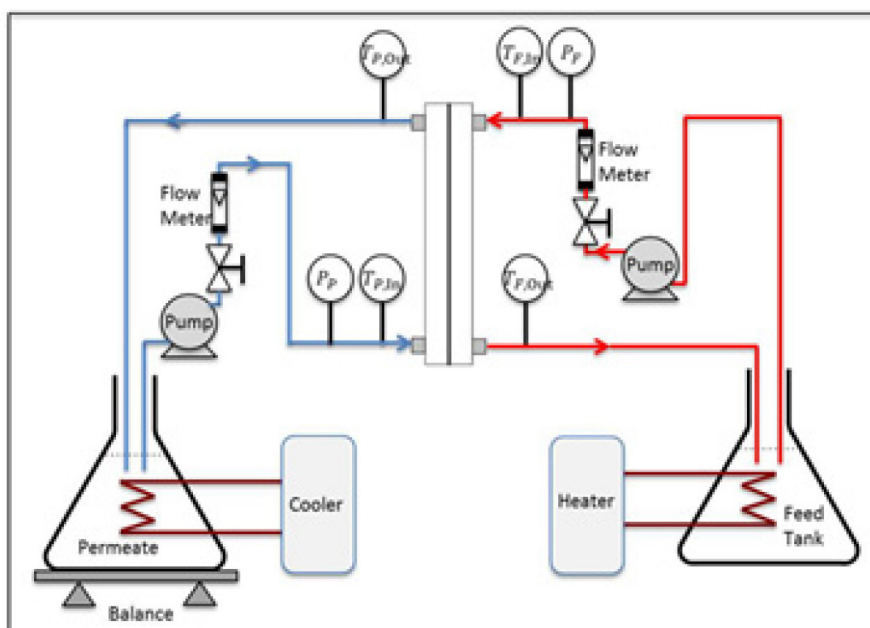 T_{P,Out}
T_{F,In}
P_F
Flow
Meter
Flow
Meter
Pump
P_P
T_{P,In}
T_{F,Out}
Pump
Cooler
Heater
Permeate
Feed
Tank
Balance